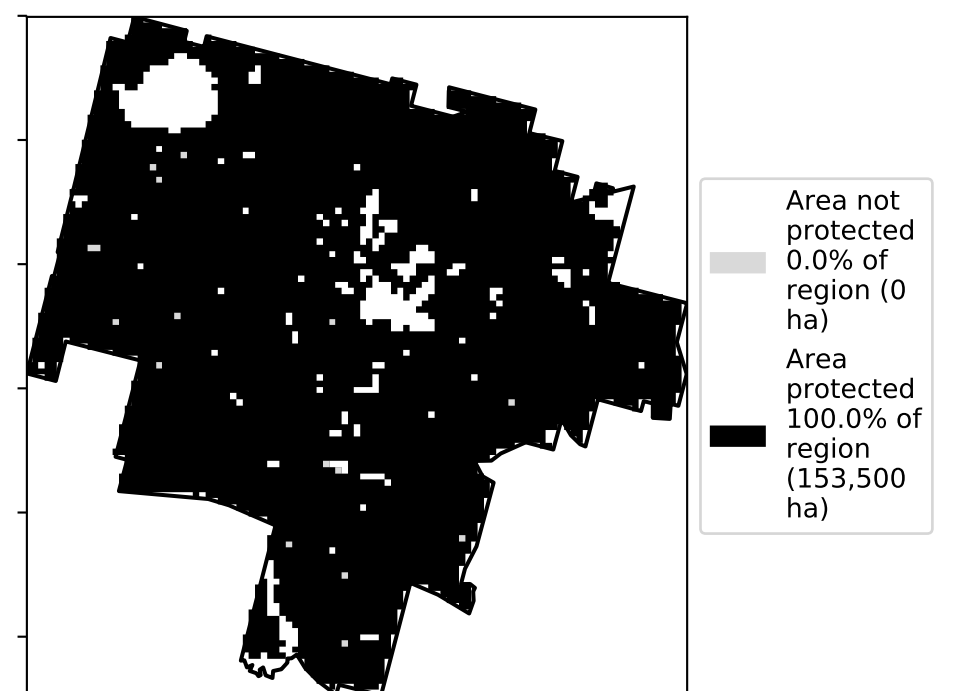 Area not
protected
0.0% of
region (0
ha)
Area
protected
100.0% of
region
(153,500
ha)